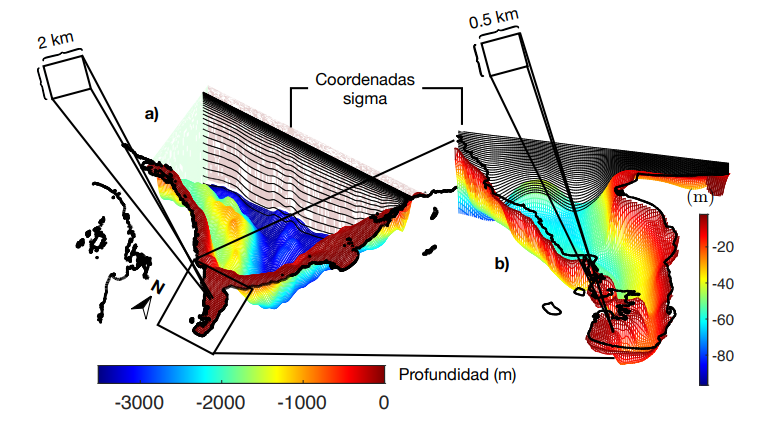 2 km
0.5 km
Coordenadas
sigma
a)
(m)
b)
-20
-40
-60
-80
N
Profundidad (m)
-3000 -2000 -1000 0